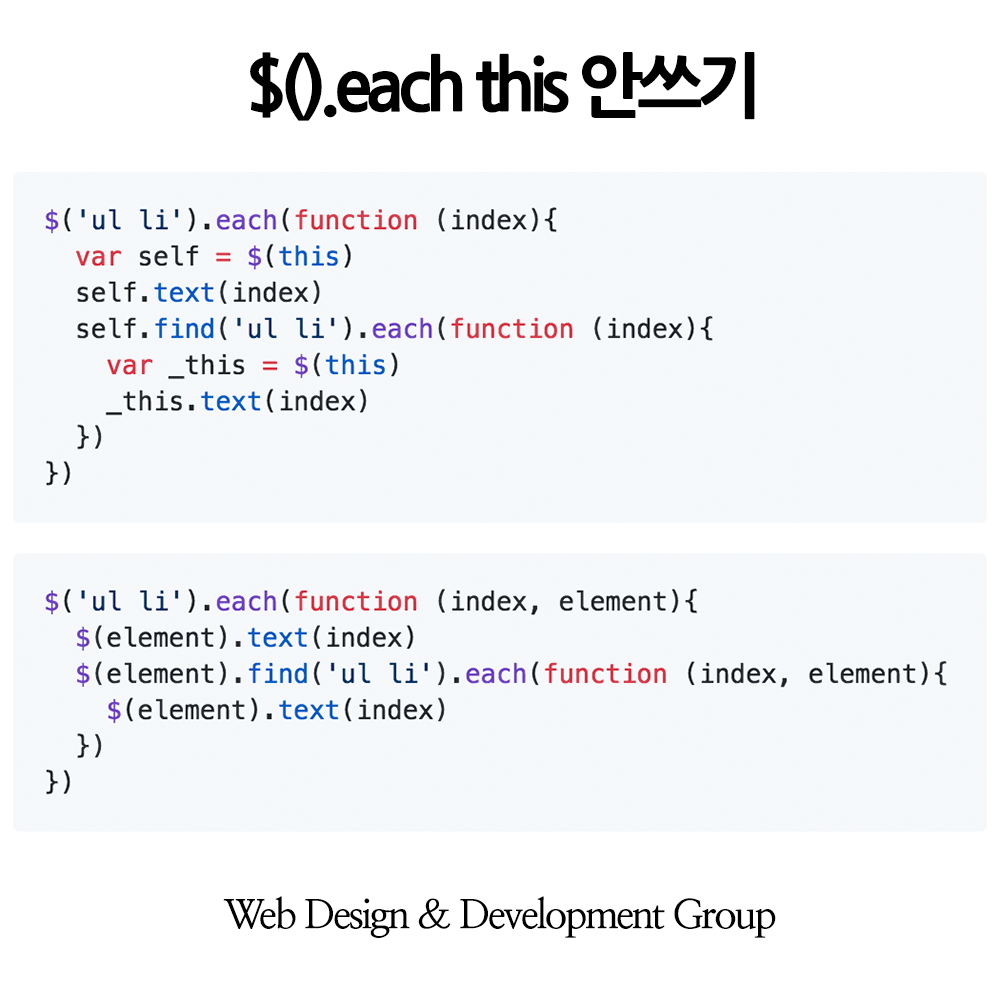 $().each this 안쓰기
$('ul li').each(function (index){
  var self = $(this)
  self.text(index)
  self.find('ul li').each(function (index){
    var _this = $(this)
    _this.text(index)
  })
})
$('ul li').each(function (index, element){
  $(element).text(index)
  $(element).find('ul li').each(function (index, element){
    $(element).text(index)
  })
})
Web Design & Development Group